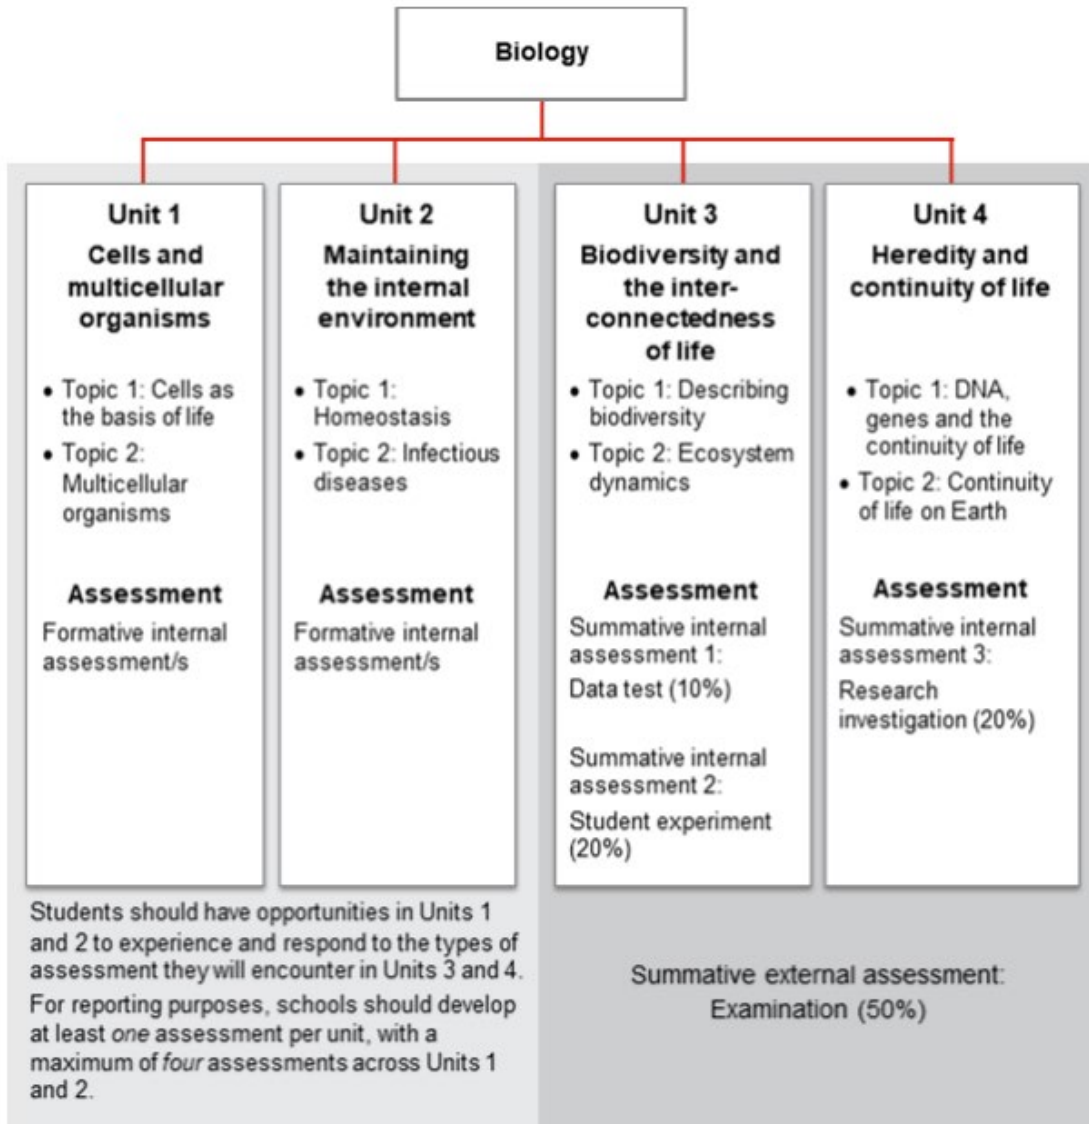 Biology
Unit 1
Cells and
multicellular
organisms
• Topic 1: Cells as
the basis of life
• Topic 2:
Multicellular
organisms
Assessment
Formative internal
assessment/s
Unit 2
Maintaining
the internal
environment
• Topic 1:
Homeostasis
• Topic 2: Infectious
diseases
Assessment
Formative internal
assessment/s
Unit 3
Biodiversity and
the inter-
connectedness
of life
• Topic 1: Describing
biodiversity
• Topic 2: Ecosystem
dynamics
Assessment
Summative internal
assessment 1:
Data test (10%)
Summative internal
assessment 2:
Student experiment
(20%)
Unit 4
Heredity and
continuity of life
• Topic 1: DNA,
genes and the
continuity of life
• Topic 2: Continuity
of life on Earth
Assessment
Summative internal
assessment 3:
Research
investigation (20%)
Students should have opportunities in Units 1
and 2 to experience and respond to the types of
assessment they will encounter in Units 3 and 4.
For reporting purposes, schools should develop
at least one assessment per unit, with a
maximum of four assessments across Units 1
and 2.
Summative external assessment:
Examination (50%)